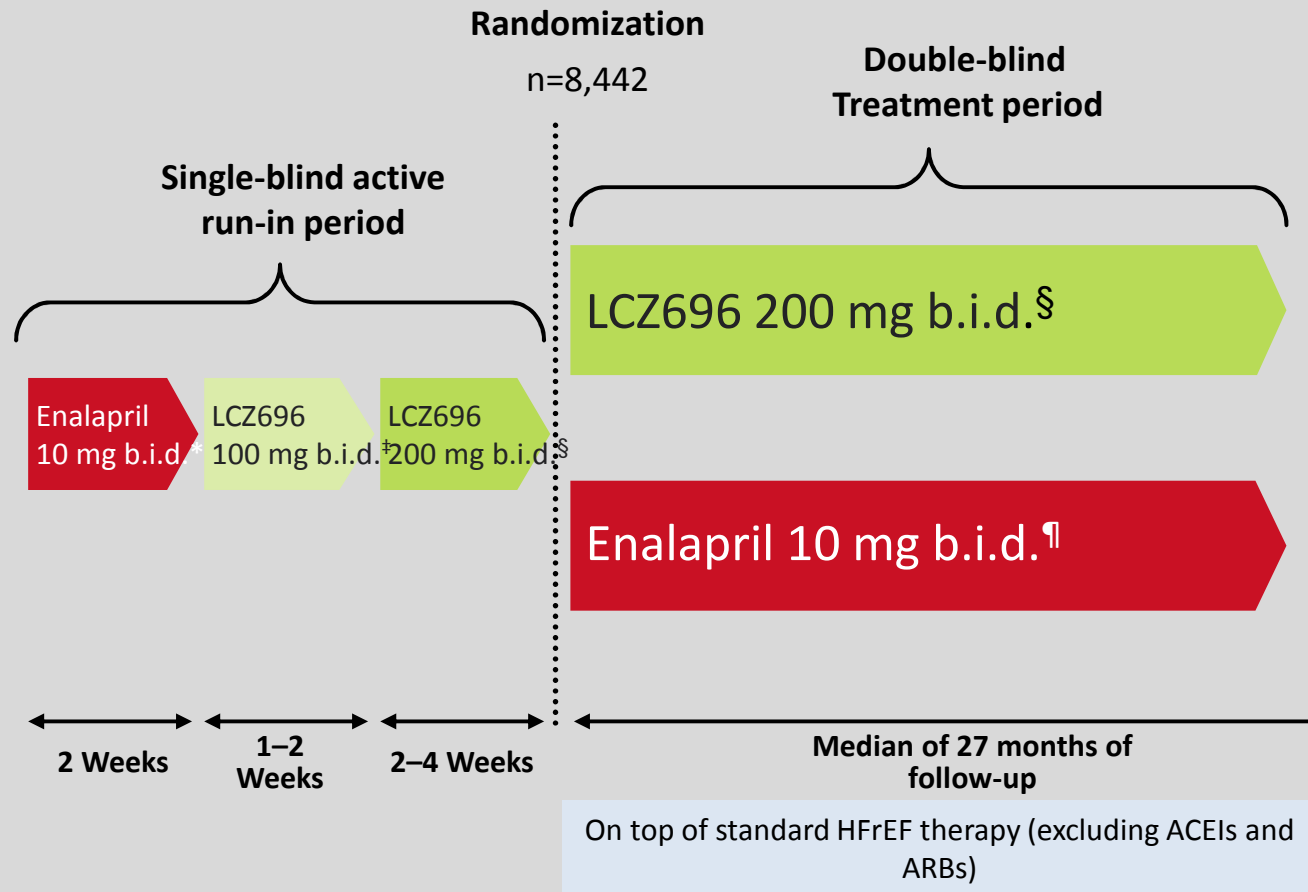 Randomization
n=8,442
Double-blind
Treatment period
Single-blind active
run-in period
LCZ696 200 mg b.i.d.§
Enalapril
10 mg b.i.d.*
LCZ696
100 mg b.i.d.‡
LCZ696
200 mg b.i.d.§
Enalapril 10 mg b.i.d.¶
2 Weeks
1–2
Weeks
2–4 Weeks
Median of 27 months of
follow-up
On top of standard HFrEF therapy (excluding ACEIs and
ARBs)